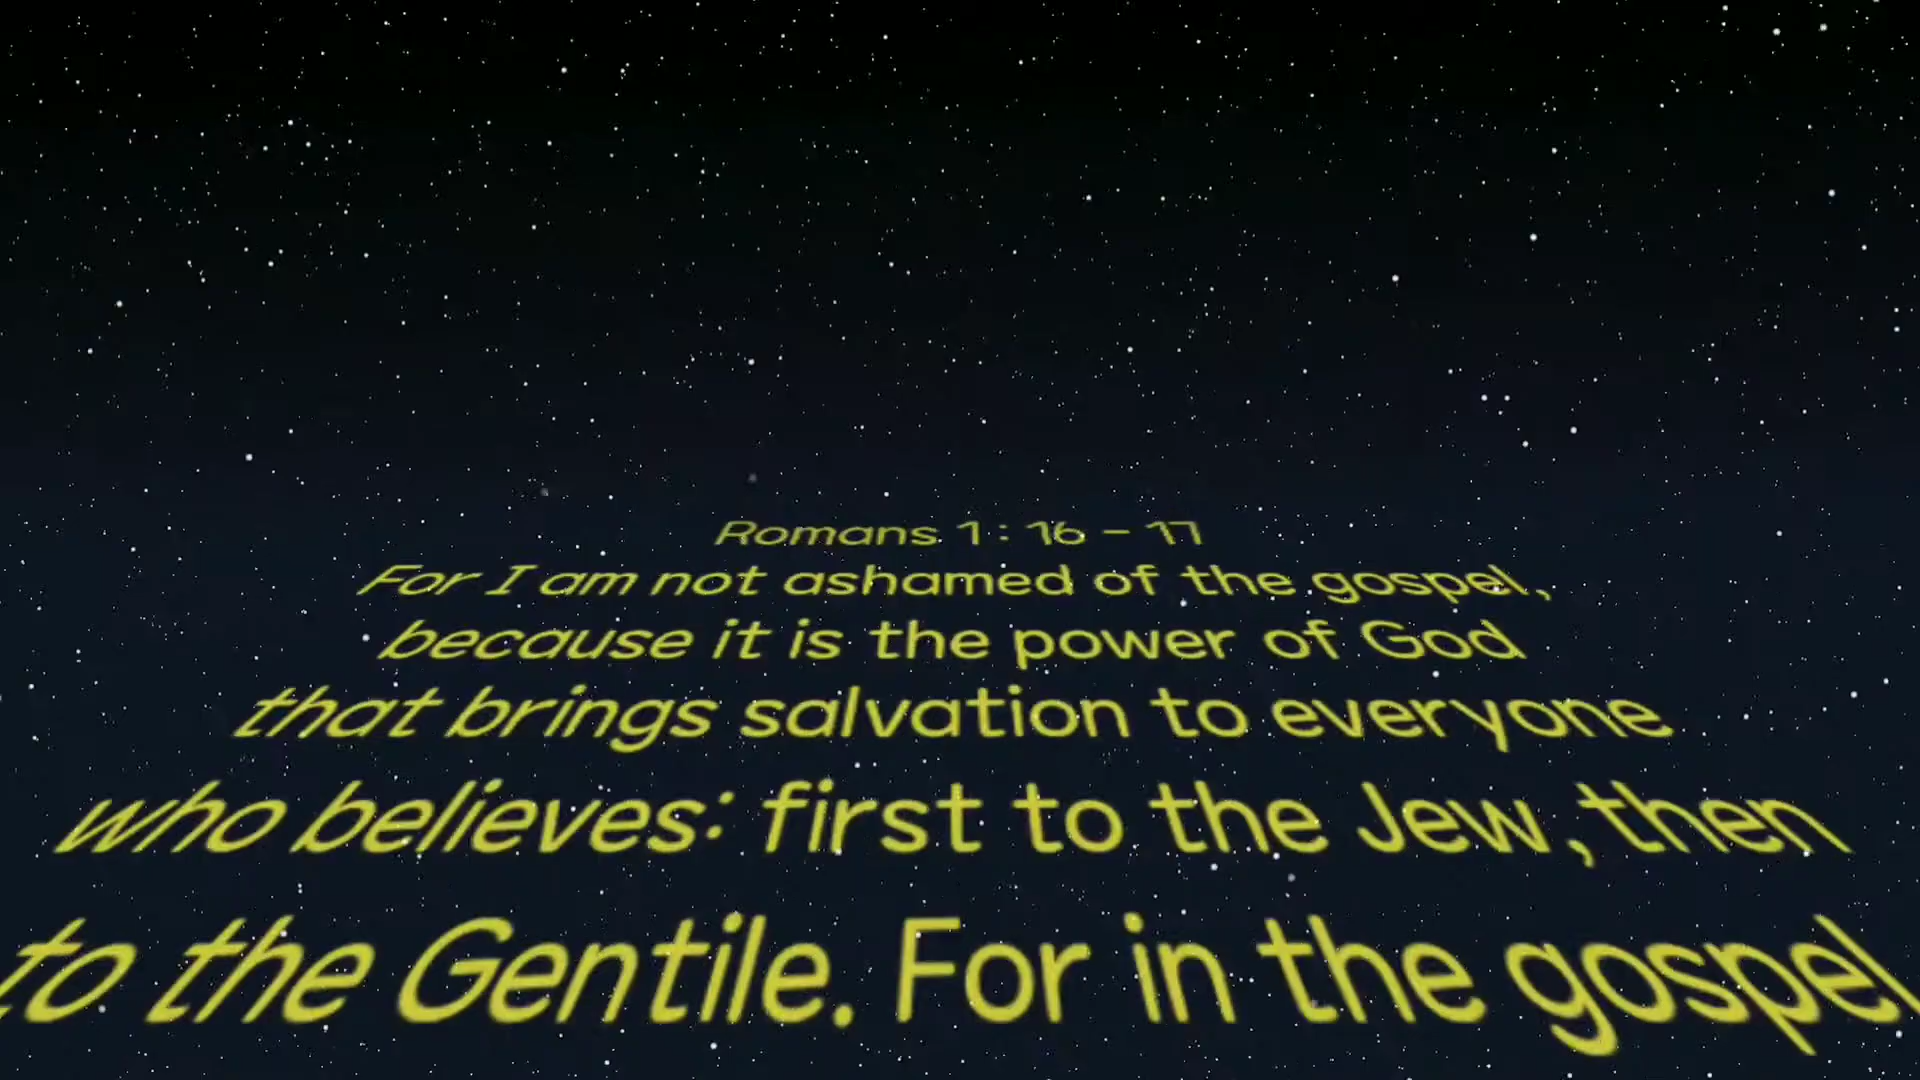 Romans 1 : 16 - 17
For I am not ashamed of the gospel,
because it is the power of God
that brings salvation to everyone
who believes: first to the Jew, then
to the Gentile. For in the gospel